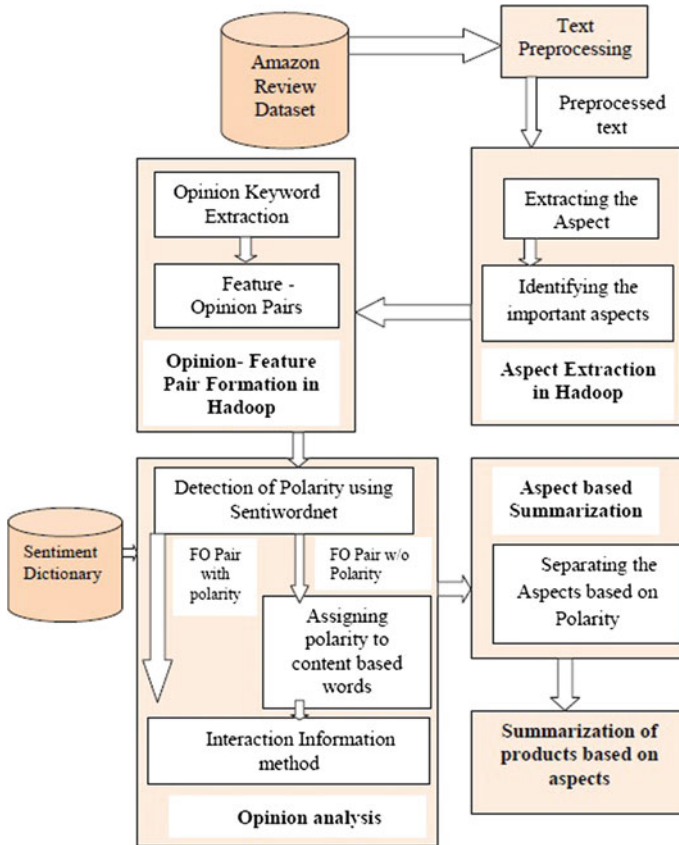 Amazon
Review
Dataset
Text
Preprocessing
Preprocessed
text
Extracting the
Aspect
Identifying the
important aspects
Aspect Extraction
in Hadoop
Opinion Keyword
Extraction
Feature -
Opinion Pairs
Opinion- Feature
Pair Formation in
Hadoop
Sentiment
Dictionary
Detection of Polarity using
Sentiwordnet
FO Pair
with
polarity
FO Pair w/o
Polarity
Assigning
polarity to
content based
words
Interaction Information
method
Opinion analysis
Aspect based
Summarization
Separating the
Aspects based on
Polarity
Summarization of
products based on
aspects